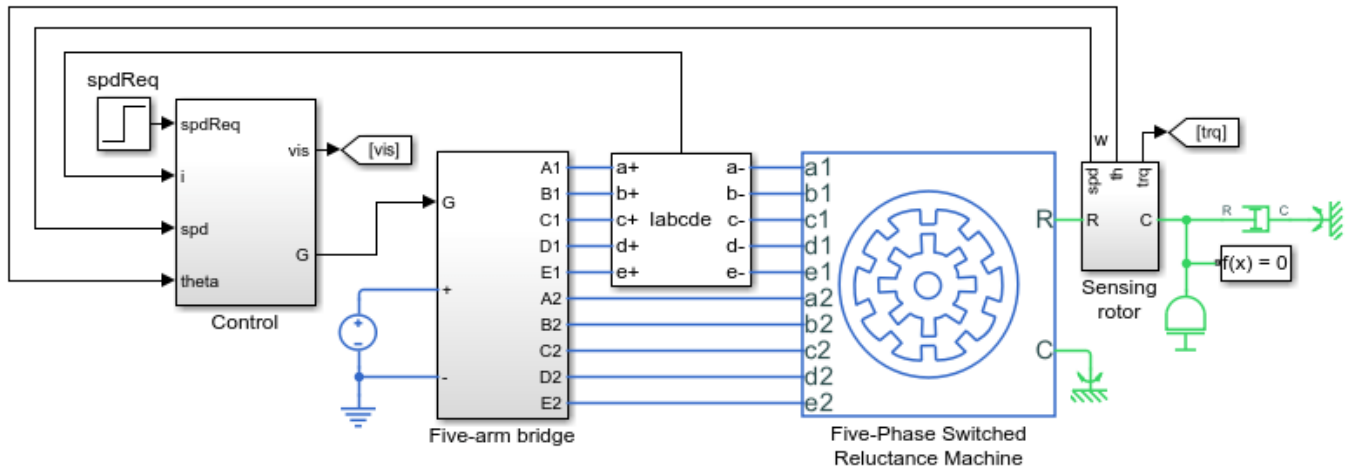 spdReq
spdReq
i
spd
theta
vis
G
Control
[vis]
G
+
-
A1
B1
C1
D1
E1
A2
B2
C2
D2
E2
Five-arm bridge
+
-
a+
b+
c+
d+
e+
Iabcde
a-
b-
c-
d-
e-
a1
b1
c1
d1
e1
a2
b2
c2
d2
e2
R
C
Five-Phase Switched
Reluctance Machine
w
spd
th
trq
R
C
Sensing
rotor
[trq]
R
C
f(x) = 0